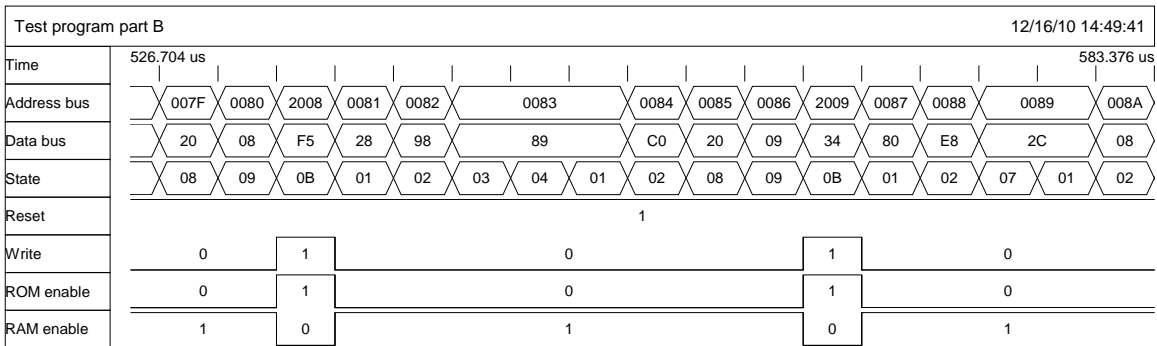 Test program part B 12/16/10 14:49:41
Time 526.704 us 583.376 us
Address bus 007F 0080 2008 0081 0082 0083 0084 0085 0086 2009 0087 0088 0089 008A
Data bus 20 08 F5 28 98 89 C0 20 09 34 80 E8 2C 08
State 08 09 0B 01 02 03 04 01 02 08 09 0B 01 02 07 01 02
Reset 1
Write 0 1 0 1 0
ROM enable 0 1 0 1 0
RAM enable 1 0 1 0 1